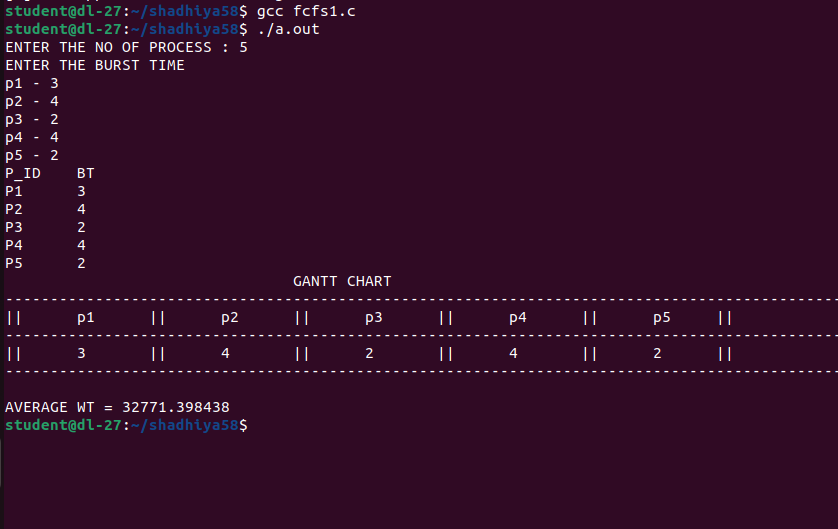 student@dl-27:~/shadhiya58$ gcc fcfs1.c
student@dl-27:~/shadhiya58$ ./a.out
ENTER THE NO OF PROCESS : 5
ENTER THE BURST TIME
p1 - 3
p2 - 4
p3 - 2
p4 - 4
p5 - 2
P_ID    BT
P1      3
P2      4
P3      2
P4      4
P5      2
                                GANTT CHART
--------------------------------------------------------------------------------------------
||      p1      ||      p2      ||      p3      ||      p4      ||      p5     ||
--------------------------------------------------------------------------------------------
||      3       ||      4       ||      2       ||      4       ||      2      ||
--------------------------------------------------------------------------------------------
AVERAGE WT = 32771.398438
student@dl-27:~/shadhiya58$